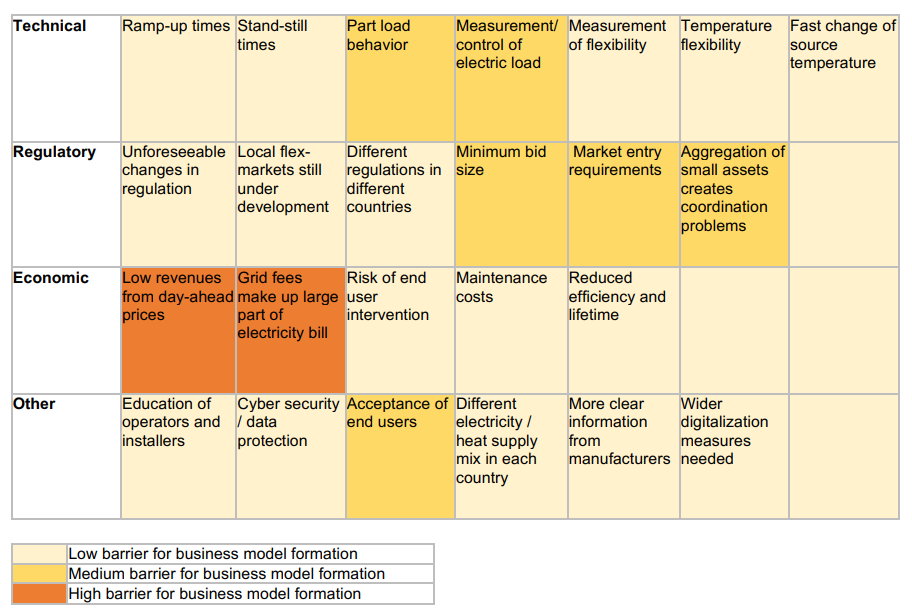 Technical
Ramp-up times
Stand-still
times
Part load
behavior
Measurement/
control of
electric load
Measurement
of flexibility
Temperature
flexibility
Fast change of
source
temperature
Regulatory
Unforeseeable
changes in
regulation
Local flex-
markets still
under
development
Different
regulations in
different
countries
Minimum bid
size
Market entry
requirements
Aggregation of
small assets
creates
coordination
problems
Economic
Low revenues
from day-ahead
prices
Grid fees
make up large
part of
electricity bill
Risk of end
user
intervention
Maintenance
costs
Reduced
efficiency and
lifetime
Other
Education of
operators and
installers
Cyber security
/ data
protection
Acceptance of
end users
Different
electricity /
heat supply
mix in each
country
More clear
information
from
manufacturers
Wider
digitalization
measures
needed
Low barrier for business model formation
Medium barrier for business model formation
High barrier for business model formation